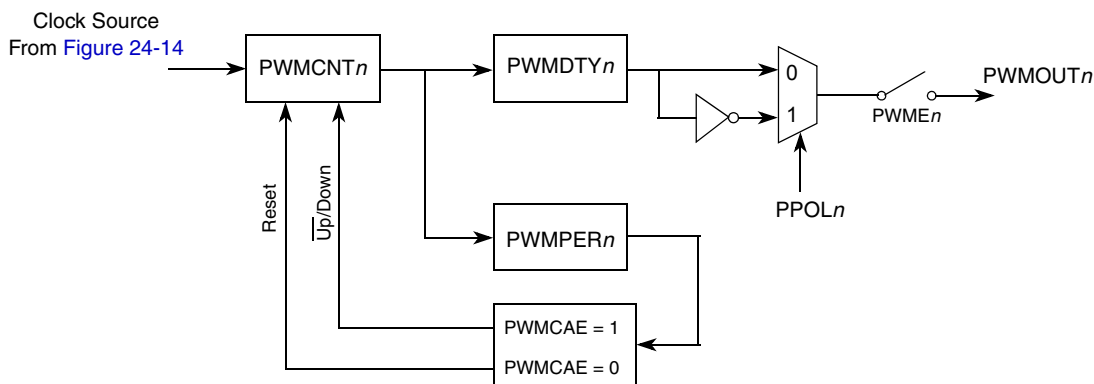 Clock Source
From Figure 24-14
PWMCNTn
PWMDTYn
0
1
PWMEn
PWMOUTn
PPOLn
Reset
Up/Down
PWMPERn
PWMCAE = 1
PWMCAE = 0